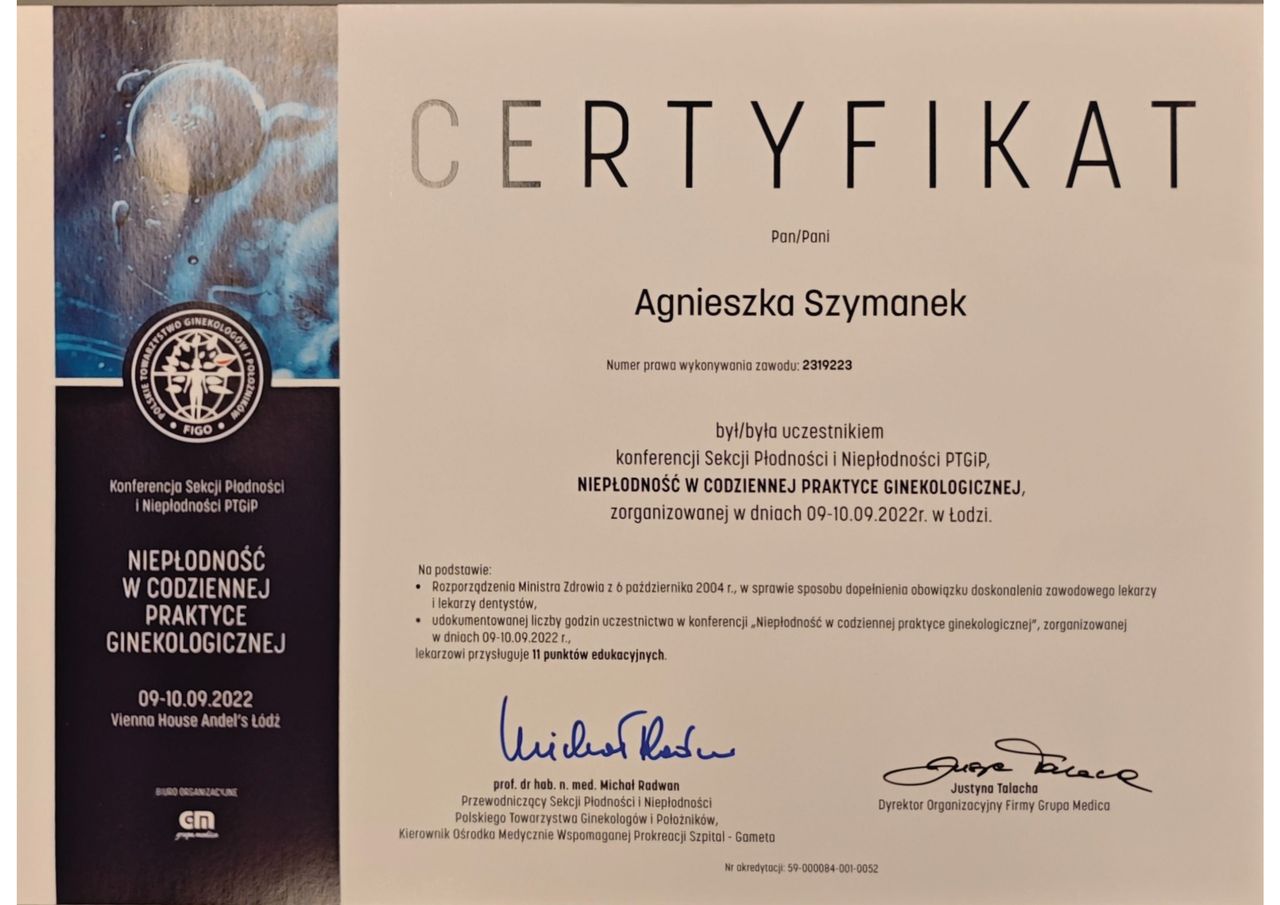 CERTYFIKAT
Pan/Pani
Agnieszka Szymanek
Numer prawa wykonywania zawodu: 2319223
był/była uczestnikiem
konferencji Sekcji Płodności i Niepłodności PTGiP,
NIEPŁODNOŚĆ W CODZIENNEJ PRAKTYCE GINEKOLOGICZNEJ,
zorganizowanej w dniach 09-10.09.2022r. w Łodzi.
Na podstawie:
• Rozporządzenia Ministra Zdrowia z 6 października 2004 r., w sprawie sposobu dopełnienia obowiązku doskonalenia zawodowego lekarzy
i lekarzy dentystów,
• udokumentowanej liczby godzin uczestnictwa w konferencji „Niepłodność w codziennej praktyce ginekologicznej”, zorganizowanej
w dniach 09-10.09.2022 r.,
lekarzowi przysługuje 11 punktów edukacyjnych.
Michał Radwan
prof. dr hab. n. med. Michał Radwan
Przewodniczący Sekcji Płodności i Niepłodności
Polskiego Towarzystwa Ginekologów i Położników,
Kierownik Ośrodka Medycznie Wspomaganej Prokreacji Szpital - Gameta
Justyna Talacha
Dyrektor Organizacyjny Firmy Grupa Medica
Nr akredytacji: 59-000084-001-0052
POLSKIE TOWARZYSTWO GINEKOLOGÓW I POŁOŻNIKÓW
• FIGO •
Konferencja Sekcji Płodności
i Niepłodności PTGiP
NIEPŁODNOŚĆ
W CODZIENNEJ
PRAKTYCE
GINEKOLOGICZNEJ
09-10.09.2022
Vienna House Andel's Łódź
BIURO ORGANIZACYJNE
GM
grupa medica